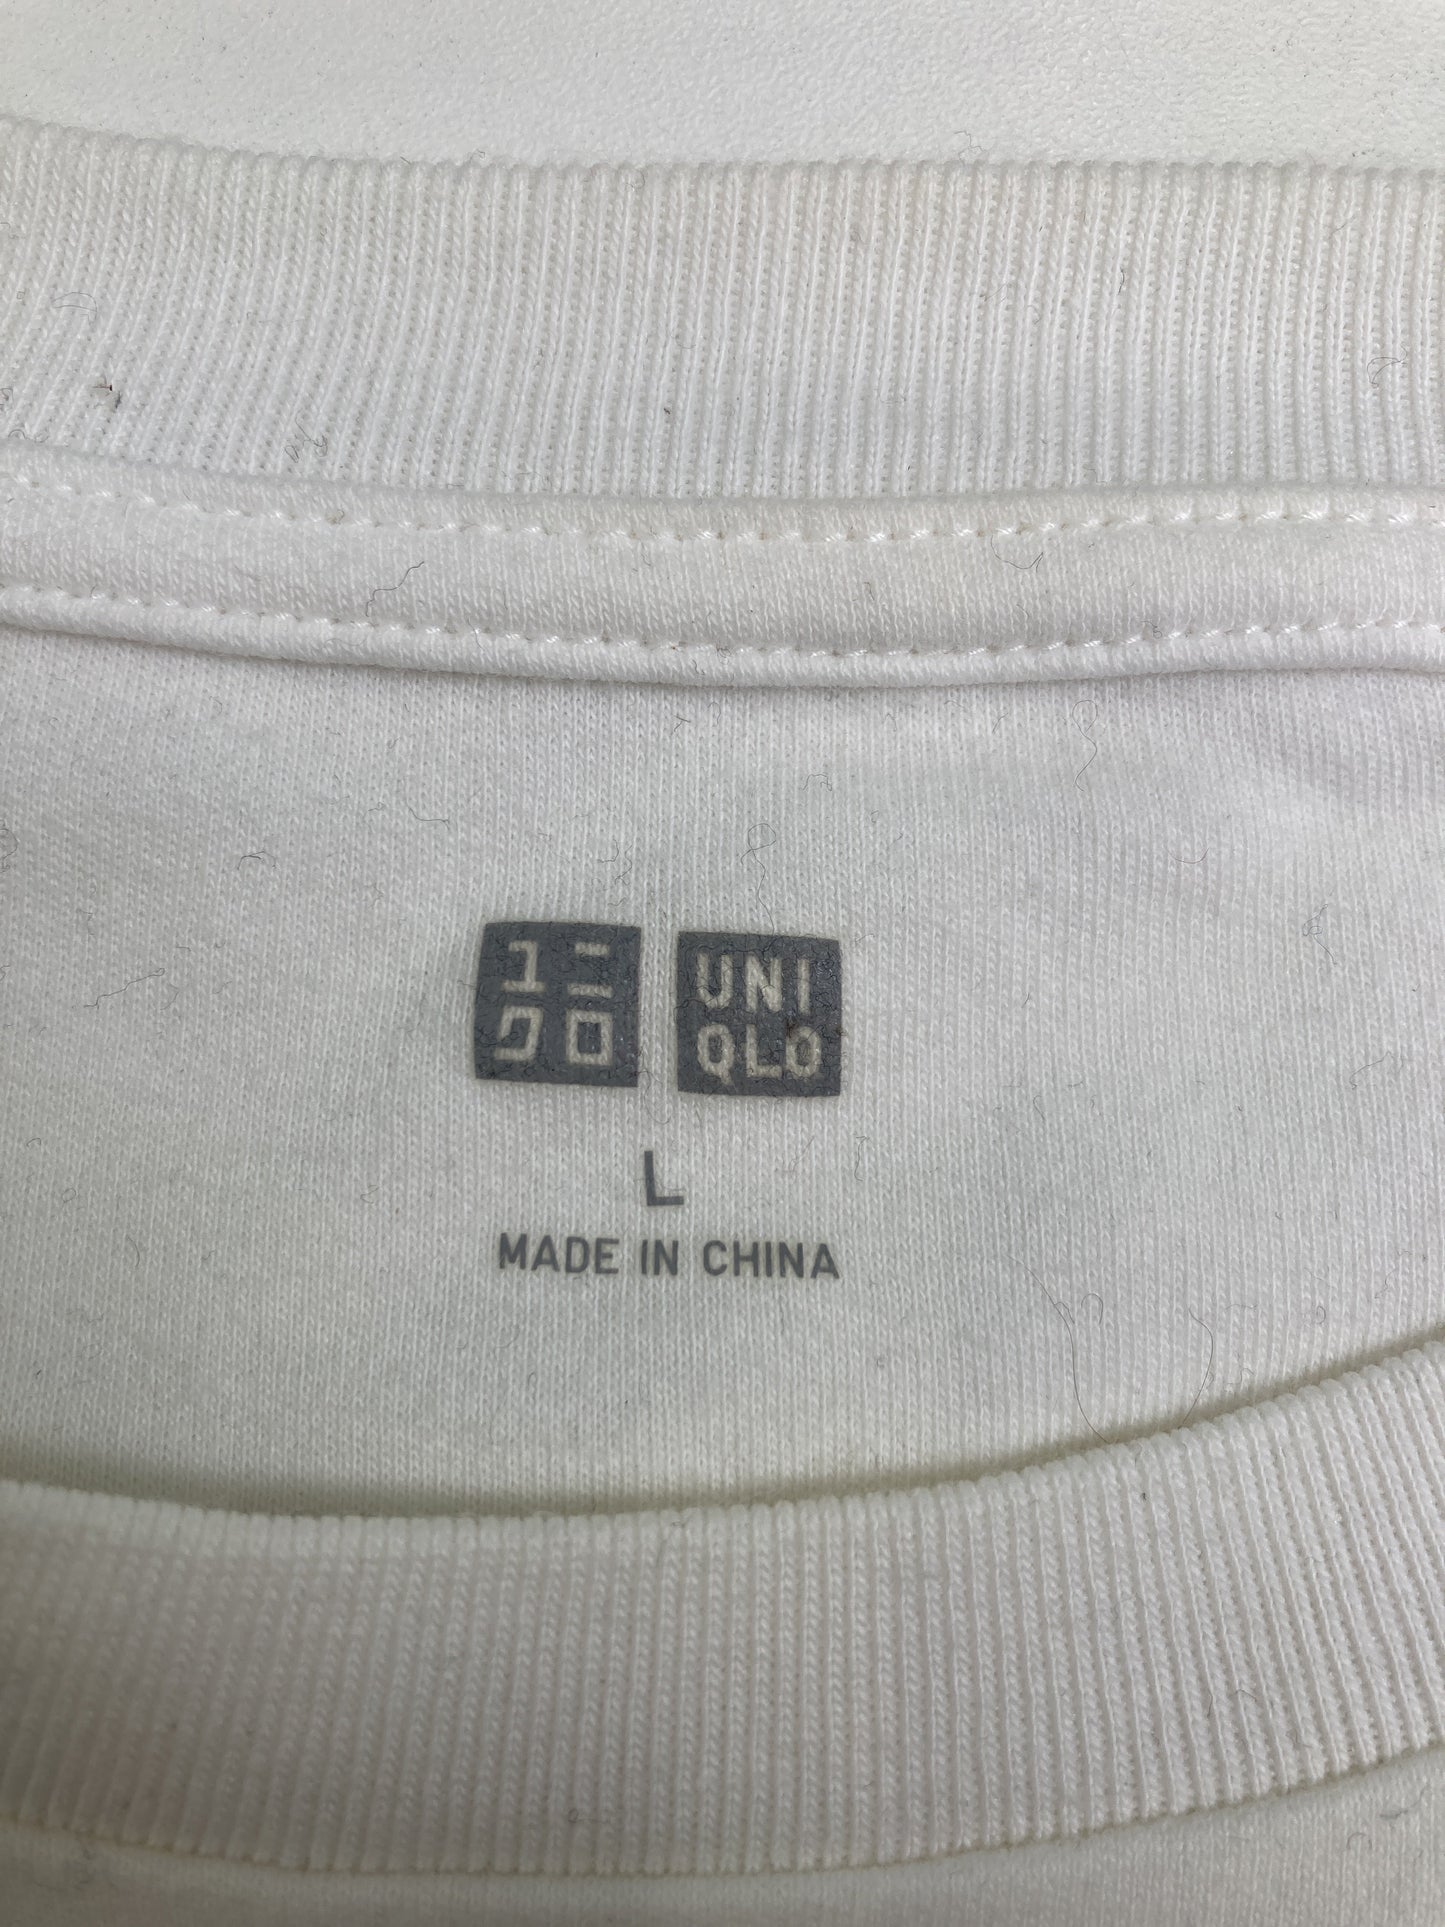 ユニ UNI
クロ QLO
L
MADE IN CHINA